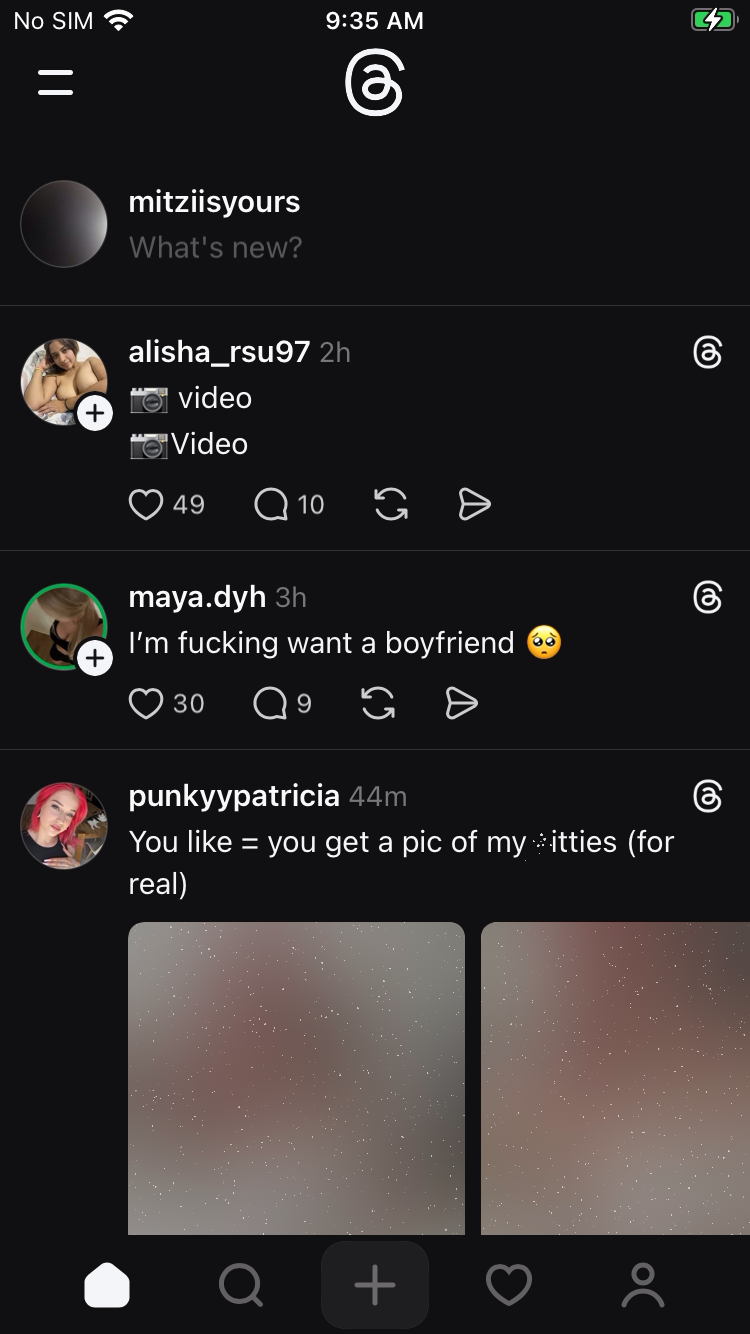 No SIM 9:35 AM
mitziisyours
What's new?
alisha_rsu97 2h
📷 video
📷Video
49 10
maya.dyh 3h
I’m fucking want a boyfriend 🥺
30 9
punkyypatricia 44m
You like = you get a pic of my itties (for
real)